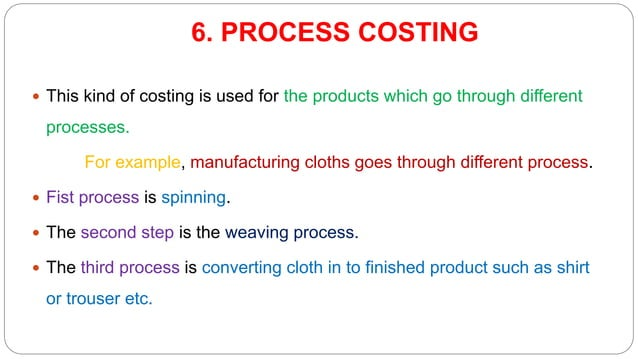 6. PROCESS COSTING
• This kind of costing is used for the products which go through different
processes.
For example, manufacturing cloths goes through different process.
• Fist process is spinning.
• The second step is the weaving process.
• The third process is converting cloth in to finished product such as shirt
or trouser etc.